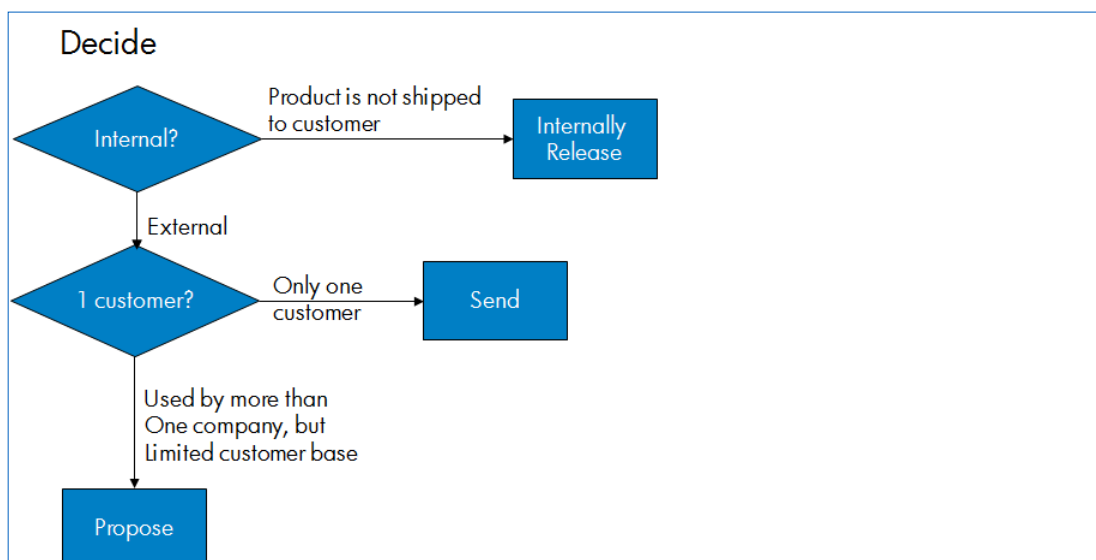 Decide
Product is not shipped
to customer
Internal?
Internally
Release
External
1 customer?
Only one
customer
Send
Used by more than
One company, but
Limited customer base
Propose